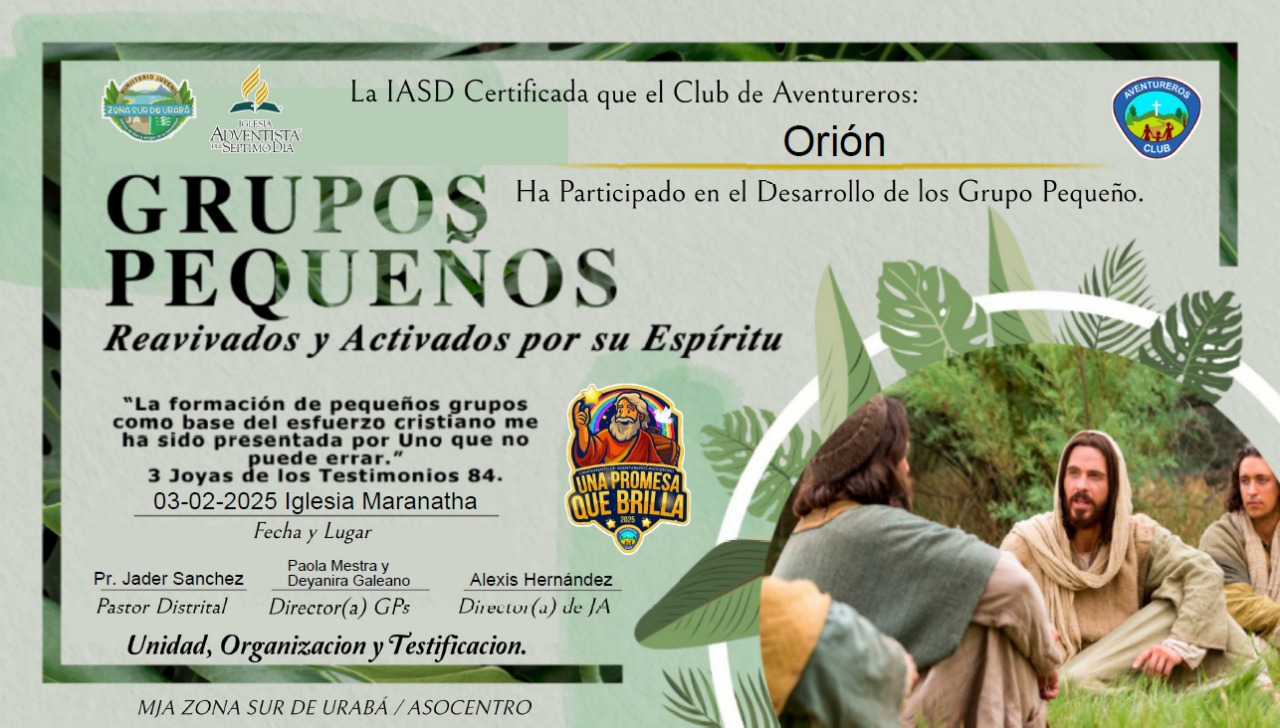 La IASD Certificada que el Club de Aventureros:
Orión
Ha Participado en el Desarrollo de los Grupo Pequeño.
ZONA SUR DE URABÁ
JA
IGLESIA
ADVENTISTA
DEL SÉPTIMO DÍA
AVENTUREROS
CLUB
GRUPOS
PEQUEÑOS
Reavivados y Activados por su Espíritu
“La formación de pequeños grupos
como base del esfuerzo cristiano me
ha sido presentada por Uno que no
puede errar.”
3 Joyas de los Testimonios 84.
03-02-2025 Iglesia Maranatha
Fecha y Lugar
UNA PROMESA
QUE BRILLA
2025
Pr. Jader Sanchez
Pastor Distrital
Paola Mestra y
Deyanira Galeano
Director(a) GPs
Alexis Hernández
Director(a) de JA
Unidad, Organizacion y Testificacion.
MJA ZONA SUR DE URABÁ / ASOCENTRO